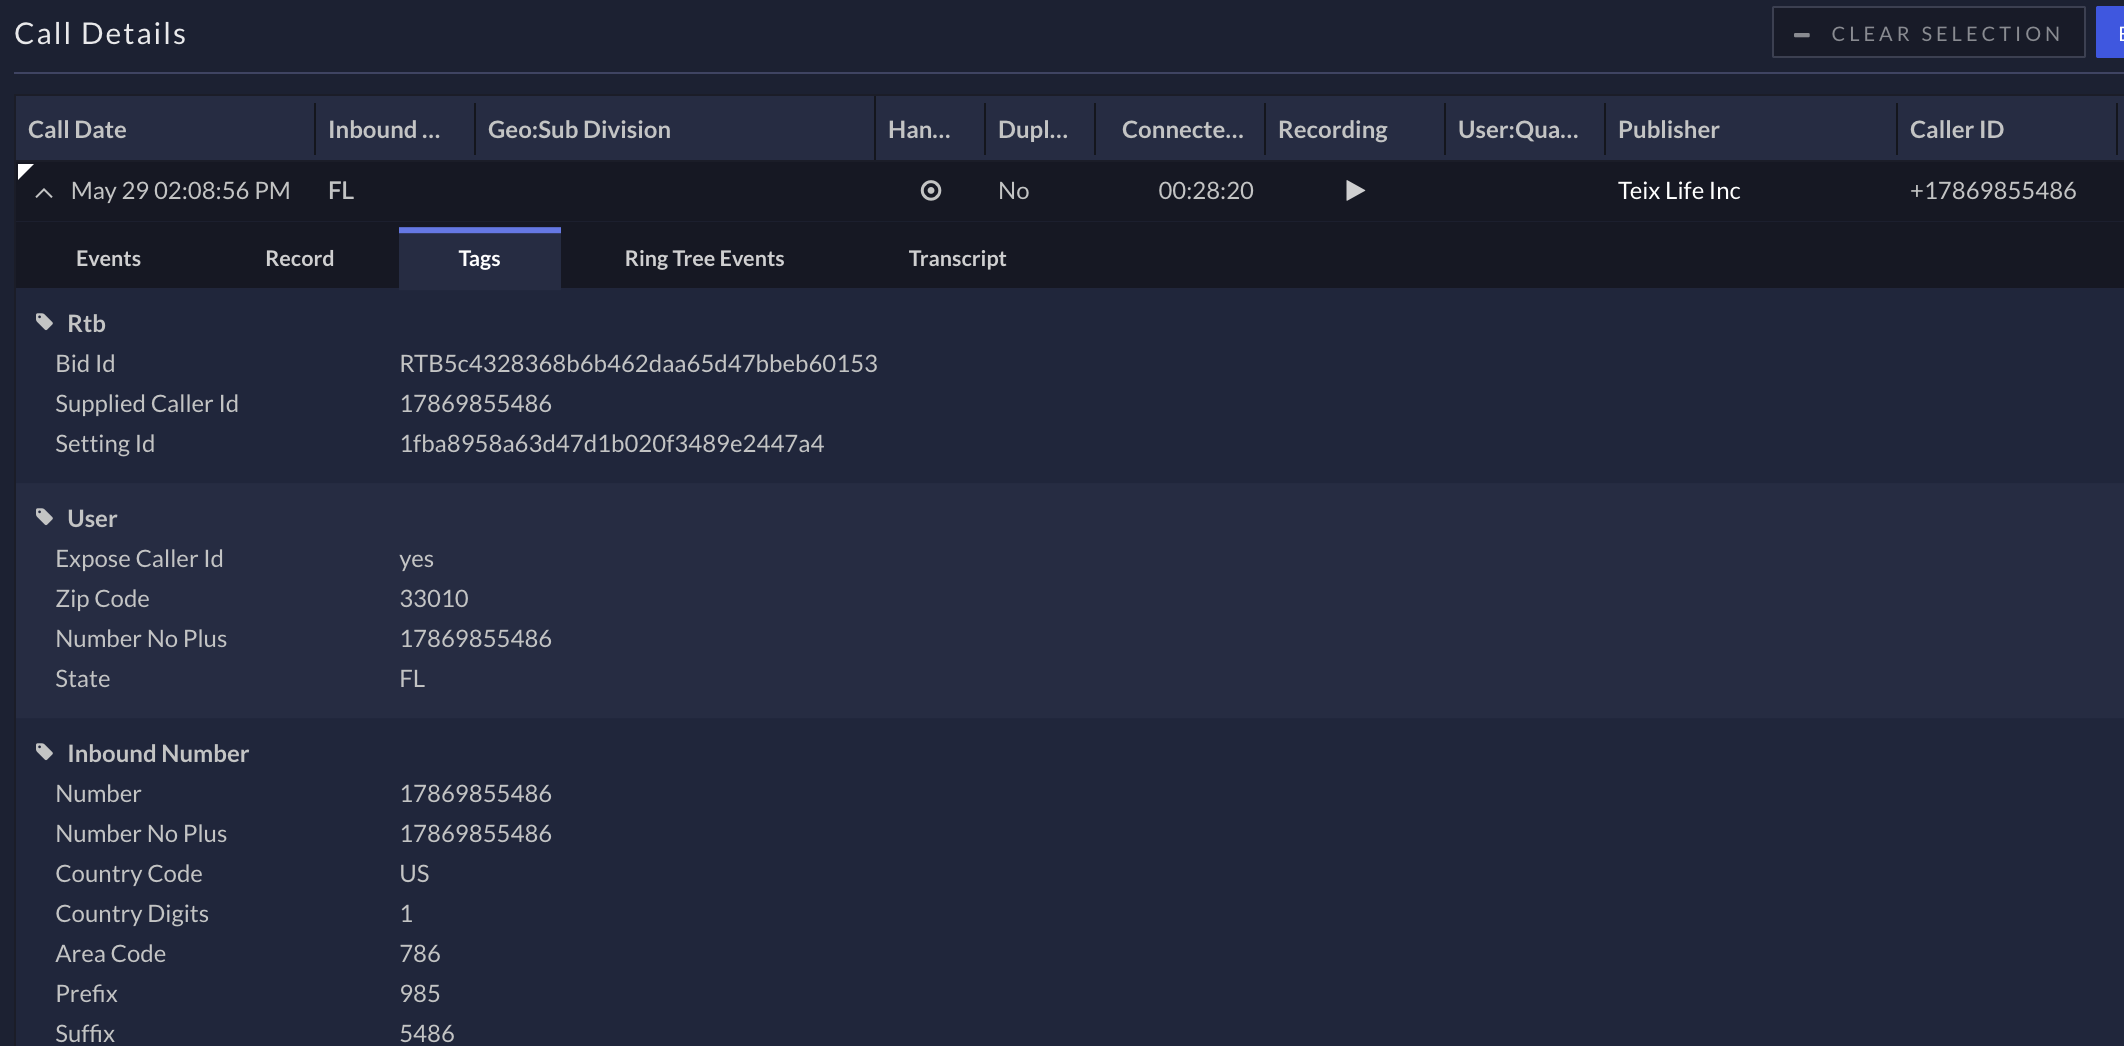 Call Details
CLEAR SELECTION
Call Date Inbound ... Geo:Sub Division Han... Dupl... Connecte... Recording User:Qua... Publisher Caller ID
May 29 02:08:56 PM FL No 00:28:20 Teix Life Inc +17869855486
Events Record Tags Ring Tree Events Transcript
Rtb
Bid Id RTB5c4328368b6b462daa65d47bbeb60153
Supplied Caller Id 17869855486
Setting Id 1fba8958a63d47d1b020f3489e2447a4
User
Expose Caller Id yes
Zip Code 33010
Number No Plus 17869855486
State FL
Inbound Number
Number 17869855486
Number No Plus 17869855486
Country Code US
Country Digits 1
Area Code 786
Prefix 985
Suffix 5486